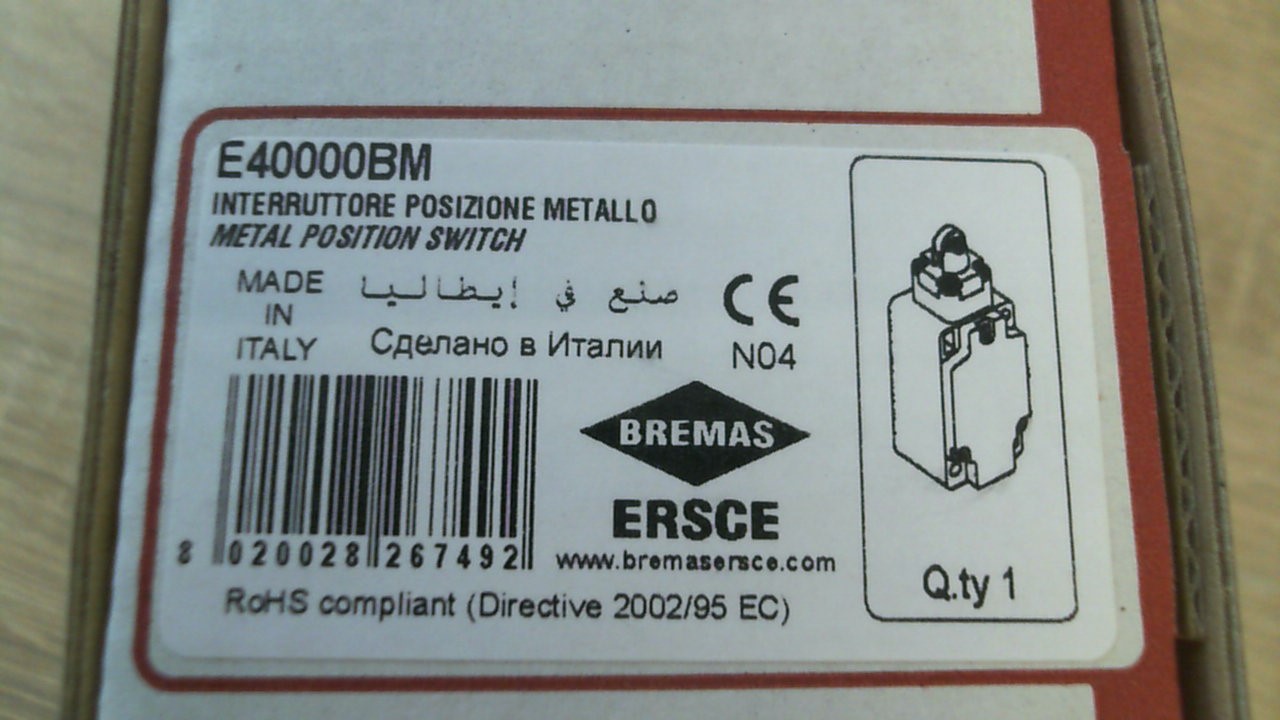 E40000BM
INTERRUTTORE POSIZIONE METALLO
METAL POSITION SWITCH
MADE
IN
ITALY
صنع في إيطاليا
Сделано в Италии
CE
N04
BREMAS
ERSCE
www.bremasersce.com
8 020028 267492
RoHS compliant (Directive 2002/95 EC)
Q.ty 1